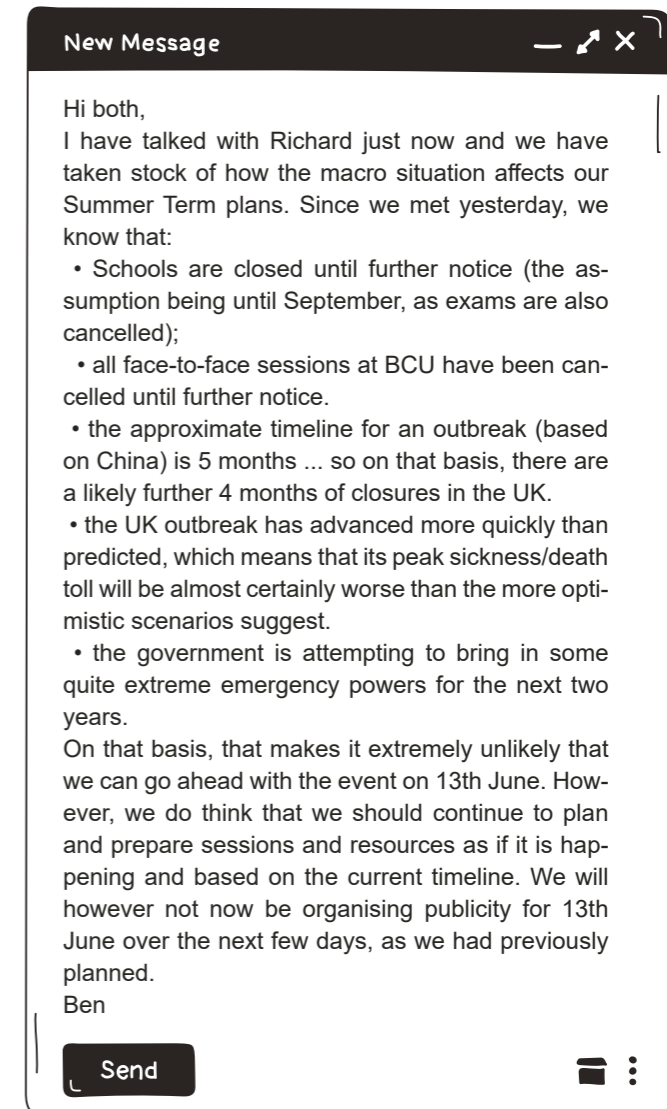 New Message
Hi both,
I have talked with Richard just now and we have
taken stock of how the macro situation affects our
Summer Term plans. Since we met yesterday, we
know that:
• Schools are closed until further notice (the as-
sumption being until September, as exams are also
cancelled);
• all face-to-face sessions at BCU have been can-
celled until further notice.
• the approximate timeline for an outbreak (based
on China) is 5 months ... so on that basis, there are
a likely further 4 months of closures in the UK.
• the UK outbreak has advanced more quickly than
predicted, which means that its peak sickness/death
toll will be almost certainly worse than the more opti-
mistic scenarios suggest.
• the government is attempting to bring in some
quite extreme emergency powers for the next two
years.
On that basis, that makes it extremely unlikely that
we can go ahead with the event on 13th June. How-
ever, we do think that we should continue to plan
and prepare sessions and resources as if it is hap-
pening and based on the current timeline. We will
however not now be organising publicity for 13th
June over the next few days, as we had previously
planned.
Ben
Send